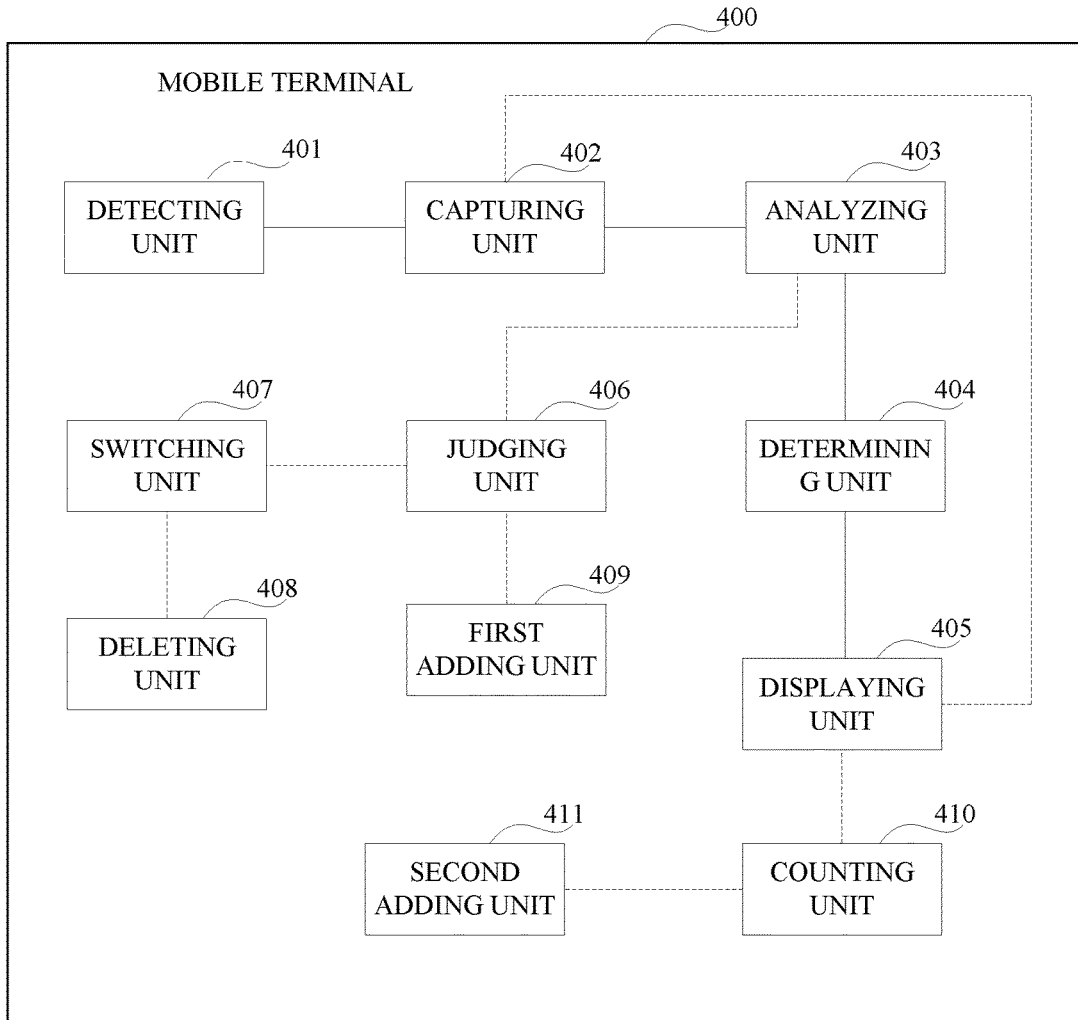 400
MOBILE TERMINAL
401
402
403
DETECTING
UNIT
CAPTURING
UNIT
ANALYZING
UNIT
407
406
404
SWITCHING
UNIT
JUDGING
UNIT
DETERMININ
G UNIT
408
409
405
DELETING
UNIT
FIRST
ADDING UNIT
DISPLAYING
UNIT
411
410
SECOND
ADDING UNIT
COUNTING
UNIT